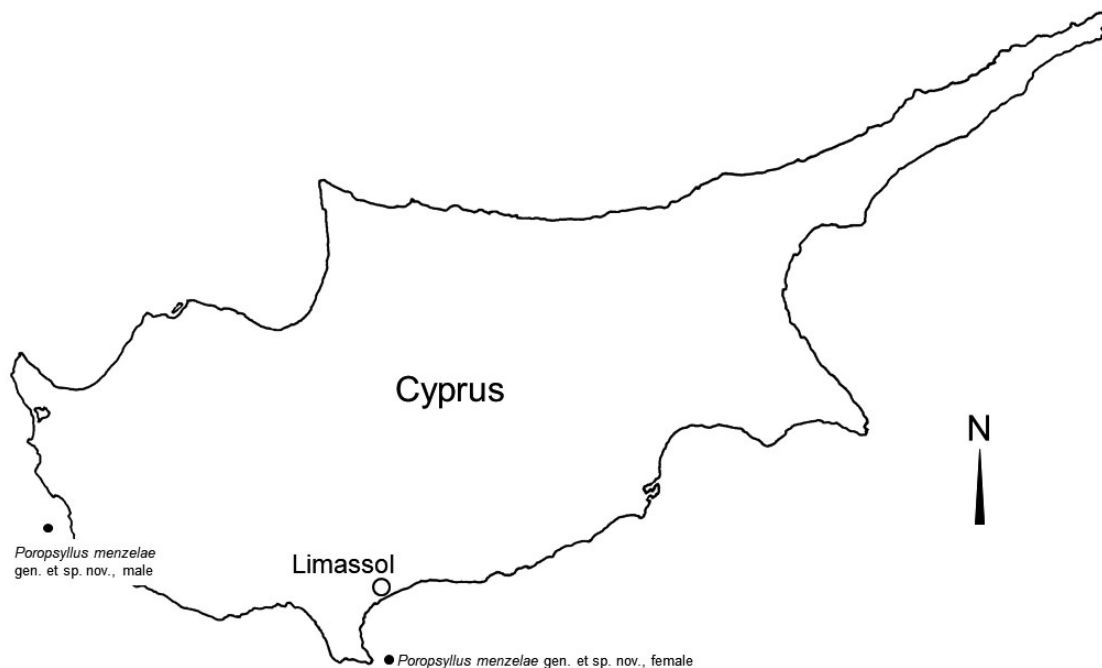 Cyprus
N
Poropsyllus menzelae
gen. et sp. nov., male
Limassol
Poropsyllus menzelae gen. et sp. nov., female